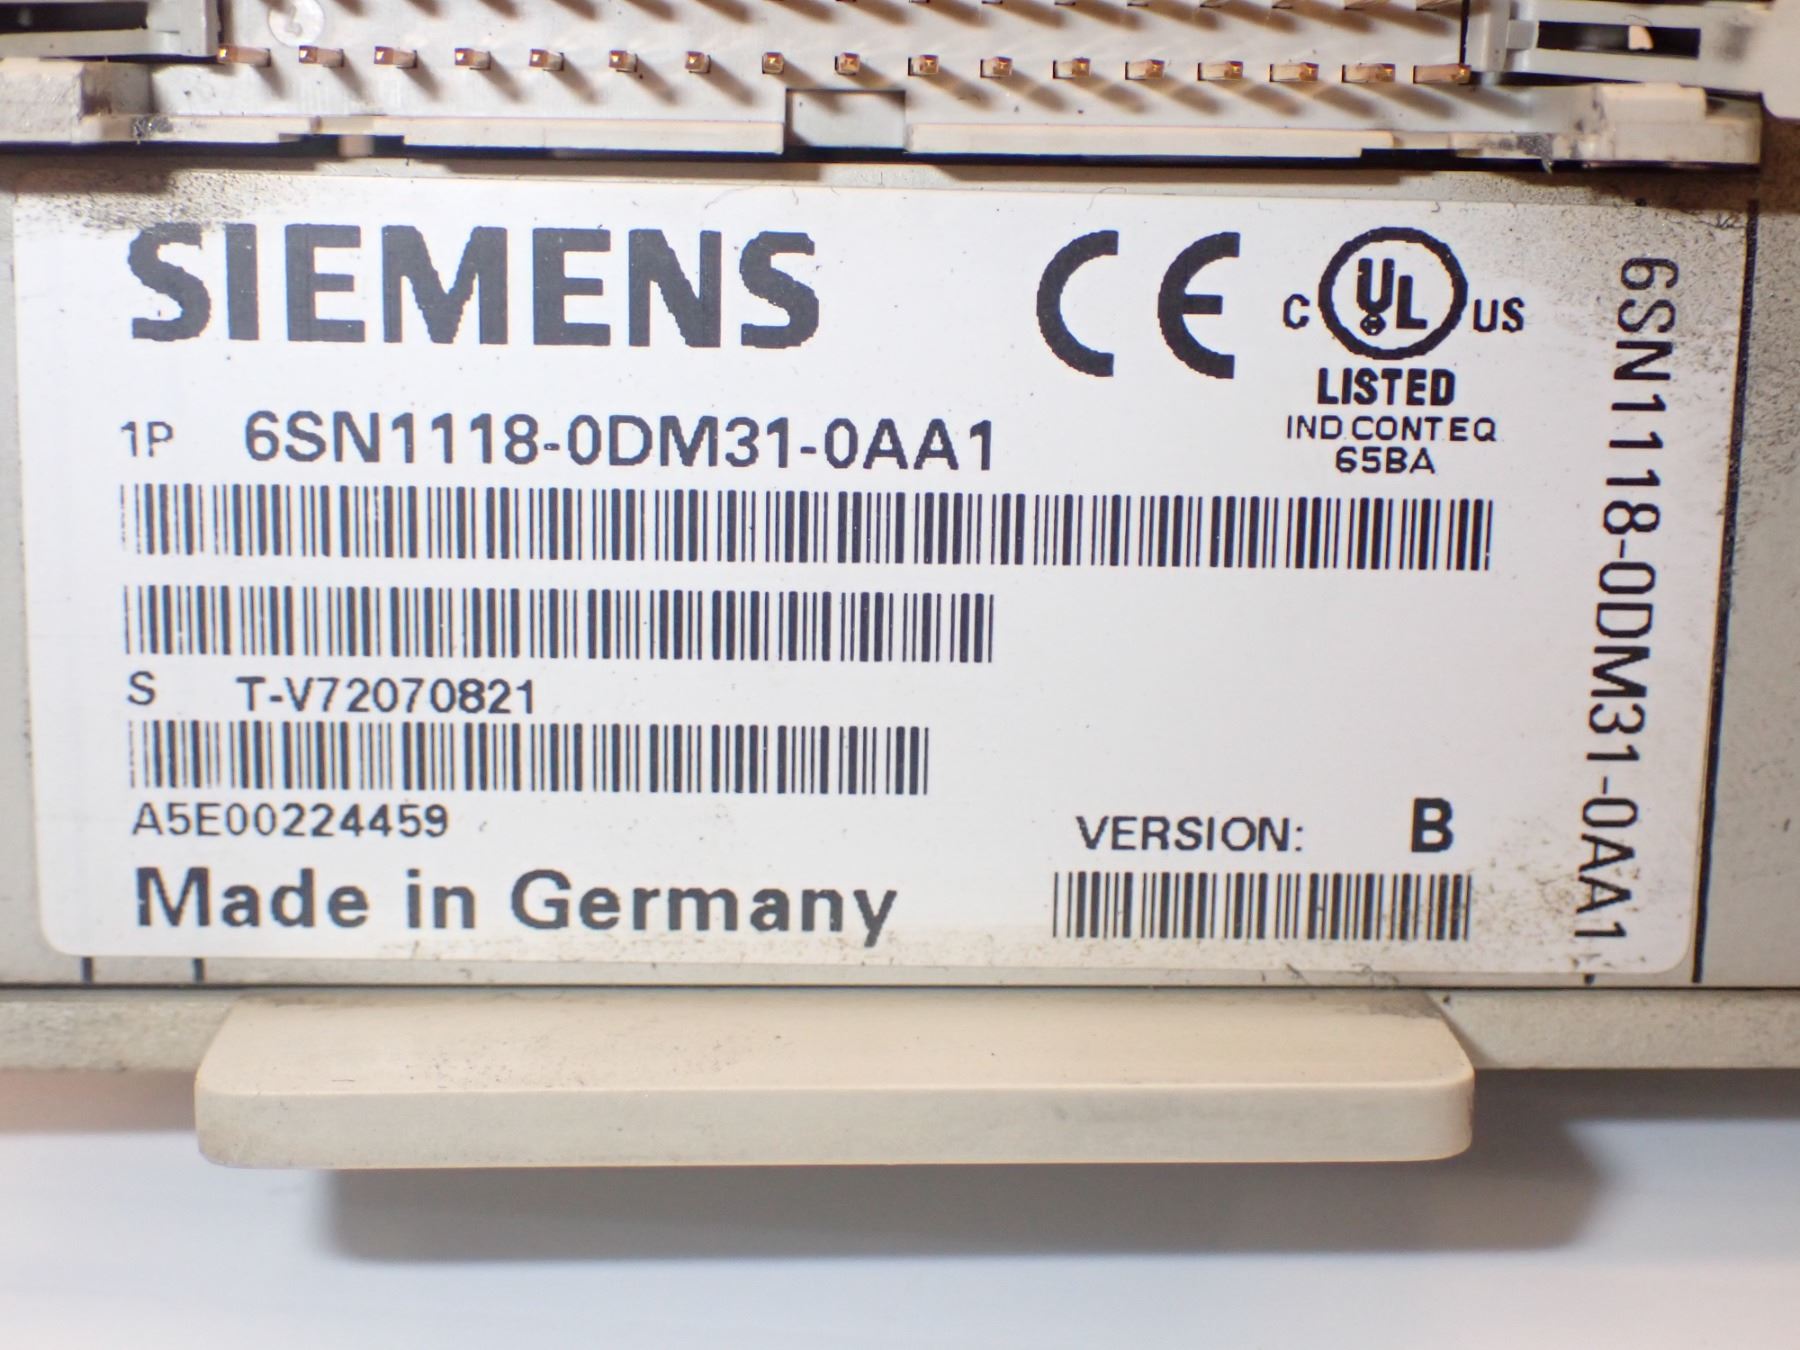 SIEMENS
CE
C UL US
LISTED
IND.CONT.EQ
65BA
1P 6SN1118-0DM31-0AA1
S T-V72070821
A5E00224459
VERSION: B
Made in Germany
6SN1118-0DM31-0AA1